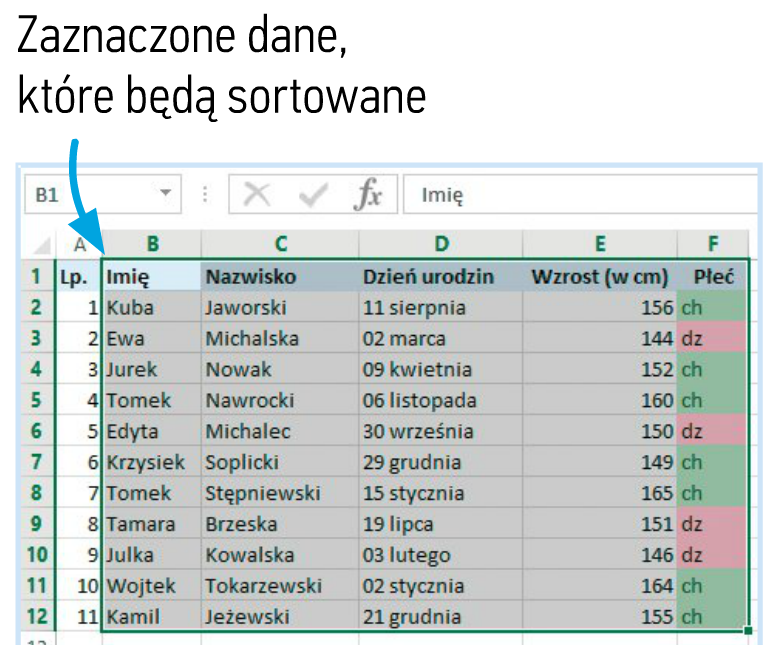 Zaznaczone dane,
które będą sortowane
B1 fx Imię
A B C D E F
1 Lp. Imię Nazwisko Dzień urodzin Wzrost (w cm) Płeć
2 1 Kuba Jaworski 11 sierpnia 156 ch
3 2 Ewa Michalska 02 marca 144 dz
4 3 Jurek Nowak 09 kwietnia 152 ch
5 4 Tomek Nawrocki 06 listopada 160 ch
6 5 Edyta Michalec 30 września 150 dz
7 6 Krzysiek Soplicki 29 grudnia 149 ch
8 7 Tomek Stępniewski 15 stycznia 165 ch
9 8 Tamara Brzeska 19 lipca 151 dz
10 9 Julka Kowalska 03 lutego 146 dz
11 10 Wojtek Tokarzewski 02 stycznia 164 ch
12 11 Kamil Jeżewski 21 grudnia 155 ch